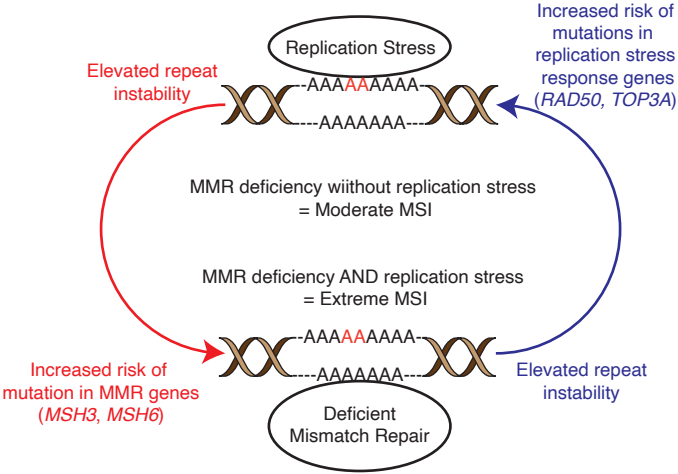 Replication Stress
Increased risk of
mutations in
replication stress
response genes
(RAD50, TOP3A)
Elevated repeat
instability
---AAAAAAAAA---
----AAAAAAA----
MMR deficiency wiithout replication stress
= Moderate MSI
MMR deficiency AND replication stress
= Extreme MSI
---AAAAAAAAA---
----AAAAAAA----
Increased risk of
mutation in MMR genes
(MSH3, MSH6)
Elevated repeat
instability
Deficient
Mismatch Repair